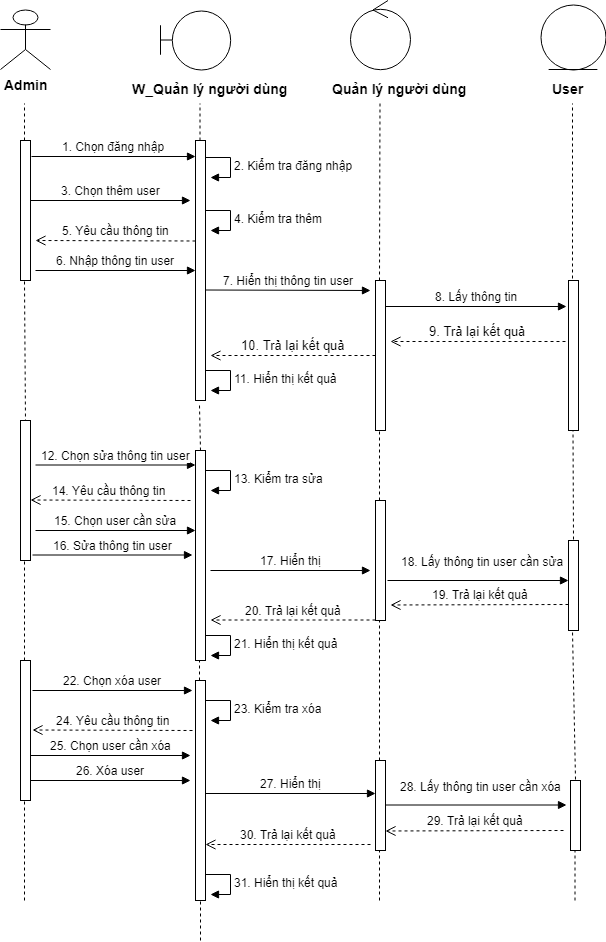 Admin
W_Quản lý người dùng
Quản lý người dùng
User
1. Chọn đăng nhập
2. Kiểm tra đăng nhập
3. Chọn thêm user
4. Kiểm tra thêm
5. Yêu cầu thông tin
6. Nhập thông tin user
7. Hiển thị thông tin user
8. Lấy thông tin
9. Trả lại kết quả
10. Trả lại kết quả
11. Hiển thị kết quả
12. Chọn sửa thông tin user
13. Kiểm tra sửa
14. Yêu cầu thông tin
15. Chọn user cần sửa
16. Sửa thông tin user
17. Hiển thị
18. Lấy thông tin user cần sửa
19. Trả lại kết quả
20. Trả lại kết quả
21. Hiển thị kết quả
22. Chọn xóa user
23. Kiểm tra xóa
24. Yêu cầu thông tin
25. Chọn user cần xóa
26. Xóa user
27. Hiển thị
28. Lấy thông tin user cần xóa
29. Trả lại kết quả
30. Trả lại kết quả
31. Hiển thị kết quả